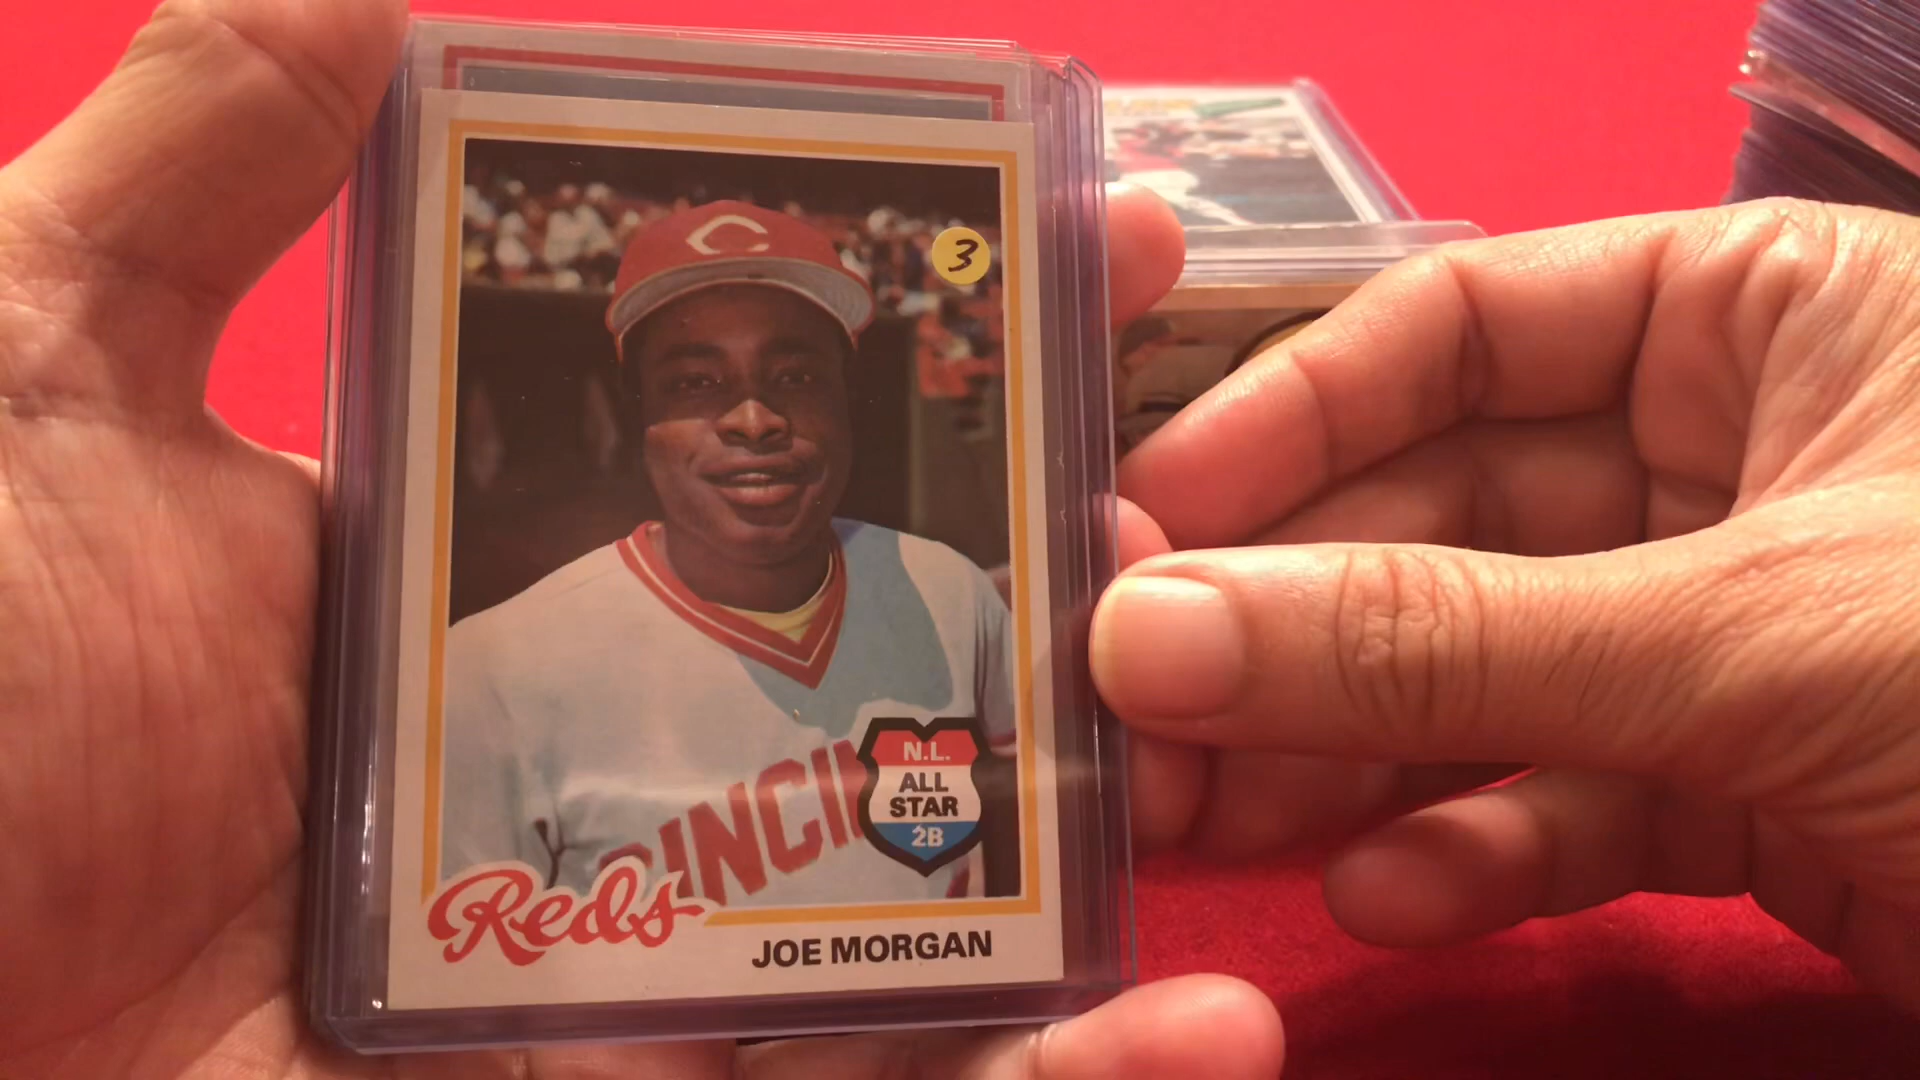 C
3
CINCI
N.L.
ALL
STAR
2B
Reds
JOE MORGAN